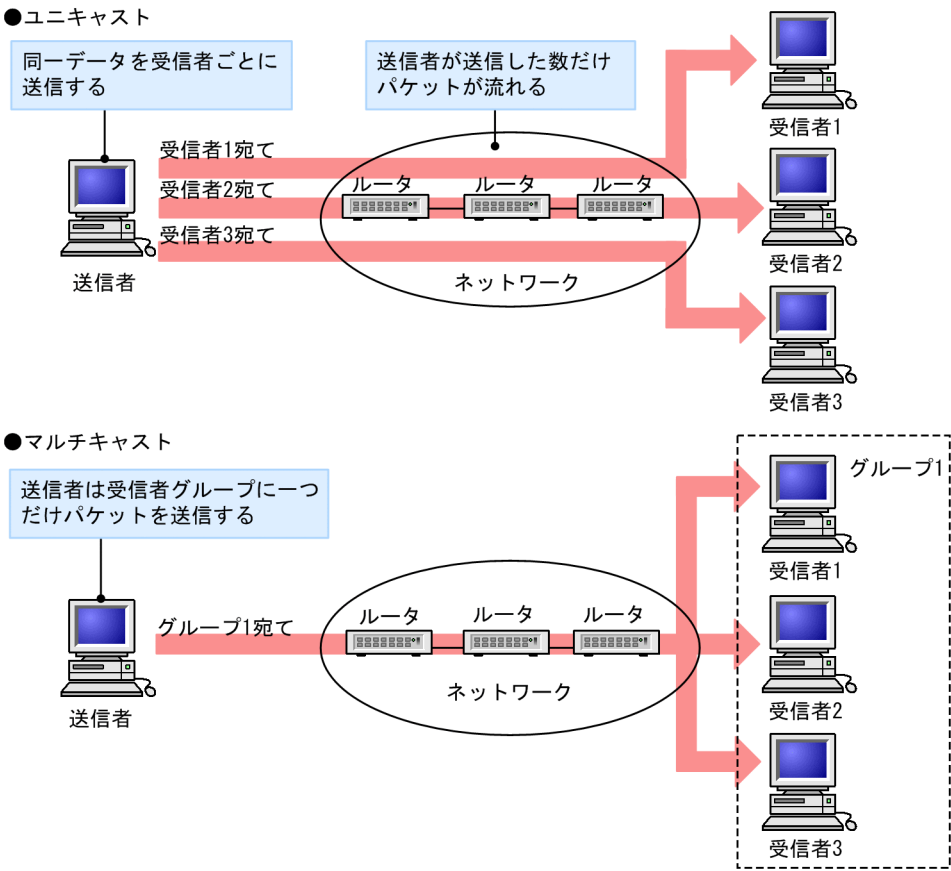 ●ユニキャスト
同一データを受信者ごとに
送信する
送信者が送信した数だけ
パケットが流れる
受信者1
受信者1宛て
受信者2宛て
ルータ
ルータ
ルータ
受信者3宛て
受信者2
送信者
ネットワーク
受信者3
●マルチキャスト
送信者は受信者グループに一つ
だけパケットを送信する
グループ1
受信者1
グループ1宛て
ルータ
ルータ
ルータ
ネットワーク
送信者
受信者2
受信者3